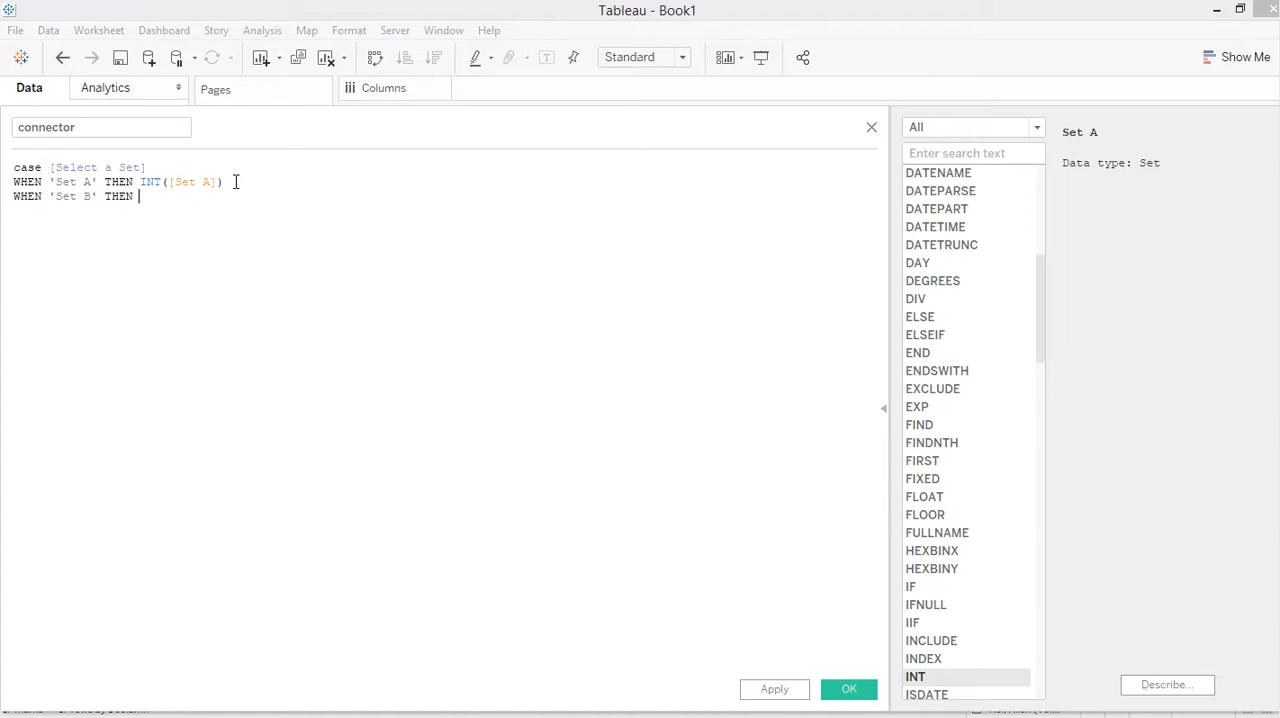 Tableau - Book1
File Data Worksheet Dashboard Story Analysis Map Format Server Window Help
Standard
Show Me
Data Analytics Pages Columns
connector
case [Select a Set]
WHEN 'Set A' THEN INT([Set A])
WHEN 'Set B' THEN
All
Enter search text
DATENAME
DATEPARSE
DATEPART
DATETIME
DATETRUNC
DAY
DEGREES
DIV
ELSE
ELSEIF
END
ENDSWITH
EXCLUDE
EXP
FIND
FINDNTH
FIRST
FIXED
FLOAT
FLOOR
FULLNAME
HEXBINX
HEXBINY
IF
IFNULL
IIF
INCLUDE
INDEX
INT
ISDATE
Set A
Data type: Set
Describe...
Apply OK